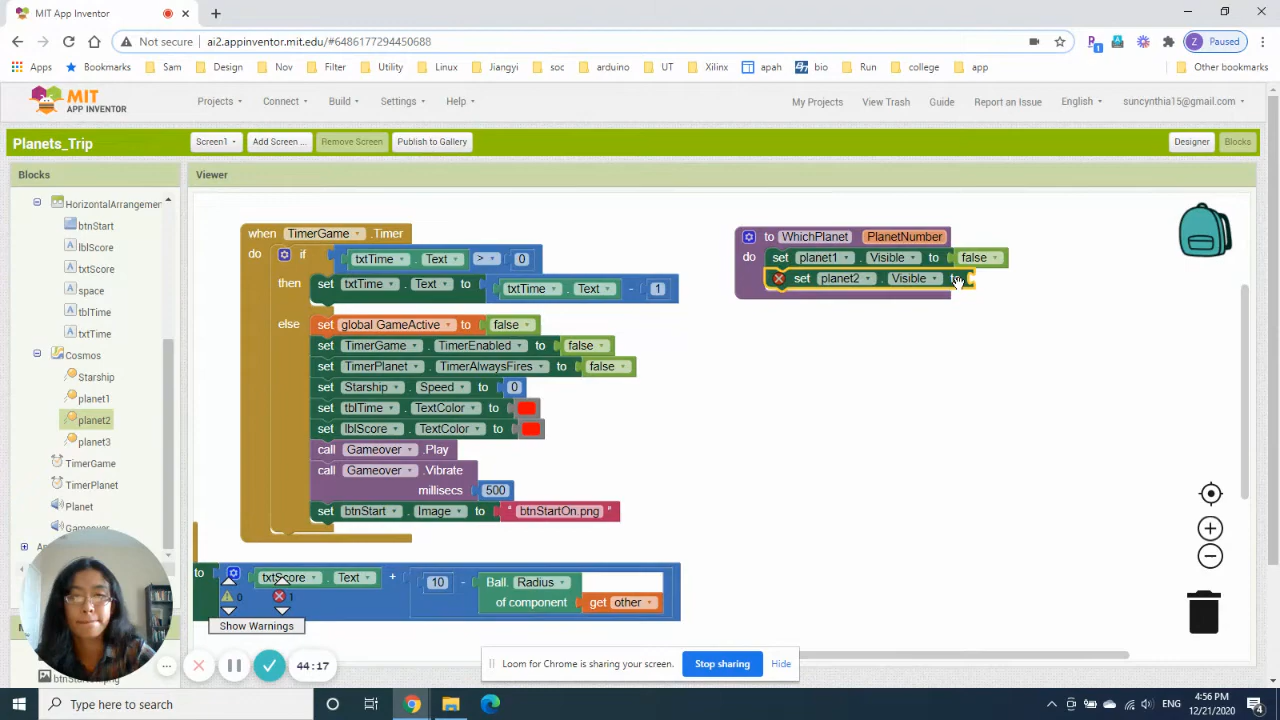 MIT App Inventor
Not secure
ai2.appinventor.mit.edu/#6486177294450688
Z Paused
Apps Bookmarks Sam Design Nov Filter Utility Linux Jiangyi soc arduino UT Xilinx apah bio Run college app Other bookmarks
MIT
APP INVENTOR
Projects Connect Build Settings Help My Projects View Trash Guide Report an Issue English suncynthia15@gmail.com
Planets_Trip
Screen1 Add Screen ... Remove Screen Publish to Gallery Designer Blocks
Blocks
Viewer
HorizontalArrangemen
btnStart
lblScore
txtScore
space
tblTime
txtTime
Cosmos
Starship
planet1
planet2
planet3
TimerGame
TimerPlanet
Planet
Gameover
when TimerGame .Timer
do if txtTime . Text > 0
then set txtTime . Text to txtTime . Text - 1
else set global GameActive to false
set TimerGame . TimerEnabled to false
set TimerPlanet . TimerAlwaysFires to false
set Starship . Speed to 0
set tblTime . TextColor to
set lblScore . TextColor to
call Gameover .Play
call Gameover .Vibrate
millisecs 500
set btnStart . Image to " btnStartOn.png "
to WhichPlanet PlanetNumber
do set planet1 . Visible to false
set planet2 . Visible to
to txtScore . Text + 10 - Ball. Radius
of component get other
0 1
Show Warnings
44:17
Loom for Chrome is sharing your screen. Stop sharing Hide
Type here to search
ENG
4:56 PM
12/21/2020
4